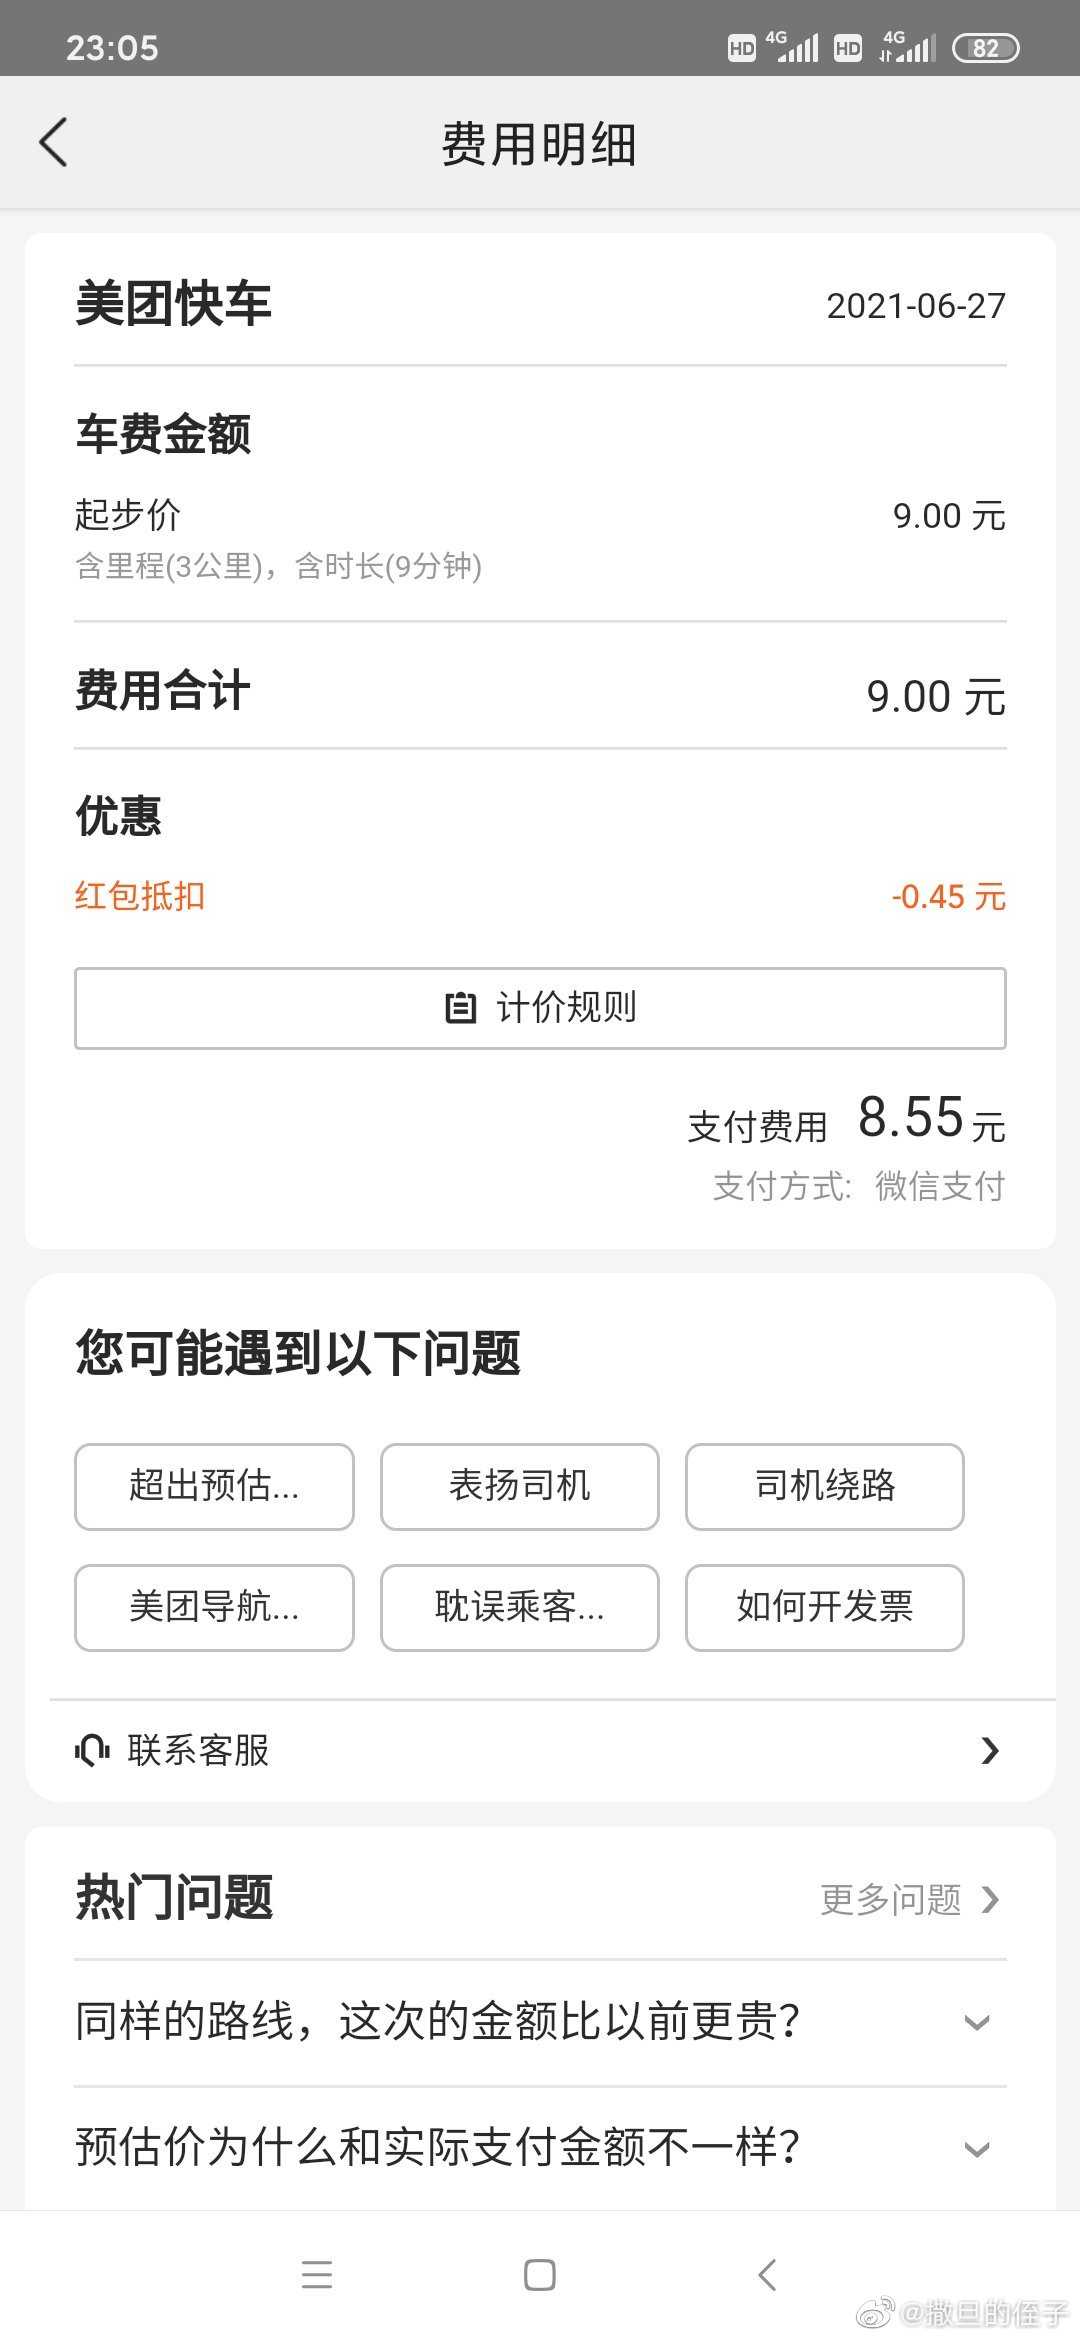 23:05 HD 4G HD 4G 82
费用明细
美团快车 2021-06-27
车费金额
起步价 9.00 元
含里程(3公里)，含时长(9分钟)
费用合计 9.00 元
优惠
红包抵扣 -0.45 元
计价规则
支付费用 8.55元
支付方式: 微信支付
您可能遇到以下问题
超出预估... 表扬司机 司机绕路
美团导航... 耽误乘客... 如何开发票
联系客服
热门问题 更多问题
同样的路线，这次的金额比以前更贵？
预估价为什么和实际支付金额不一样？
@撒旦的侄子